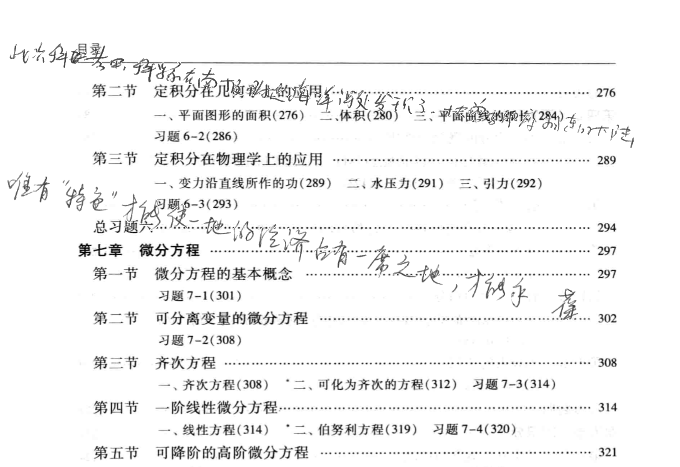 目录
第二节 定积分在几何学上的应用 276
一、平面图形的面积(276) 二、体积(280) 三、平面曲线的弧长(284)
习题6-2(286)
第三节 定积分在物理学上的应用 289
一、变力沿直线所作的功(289) 二、水压力(291) 三、引力(292)
唯有“特色”才能使一地的经济占有一席之地，才能永葆
习题6-3(293)
总习题六 294
第七章 微分方程 297
第一节 微分方程的基本概念 297
习题7-1(301)
第二节 可分离变量的微分方程 302
习题7-2(308)
第三节 齐次方程 308
一、齐次方程(308) *二、可化为齐次的方程(312) 习题7-3(314)
第四节 一阶线性微分方程 314
一、线性方程(314) *二、伯努利方程(319) 习题7-4(320)
第五节 可降阶的高阶微分方程 321